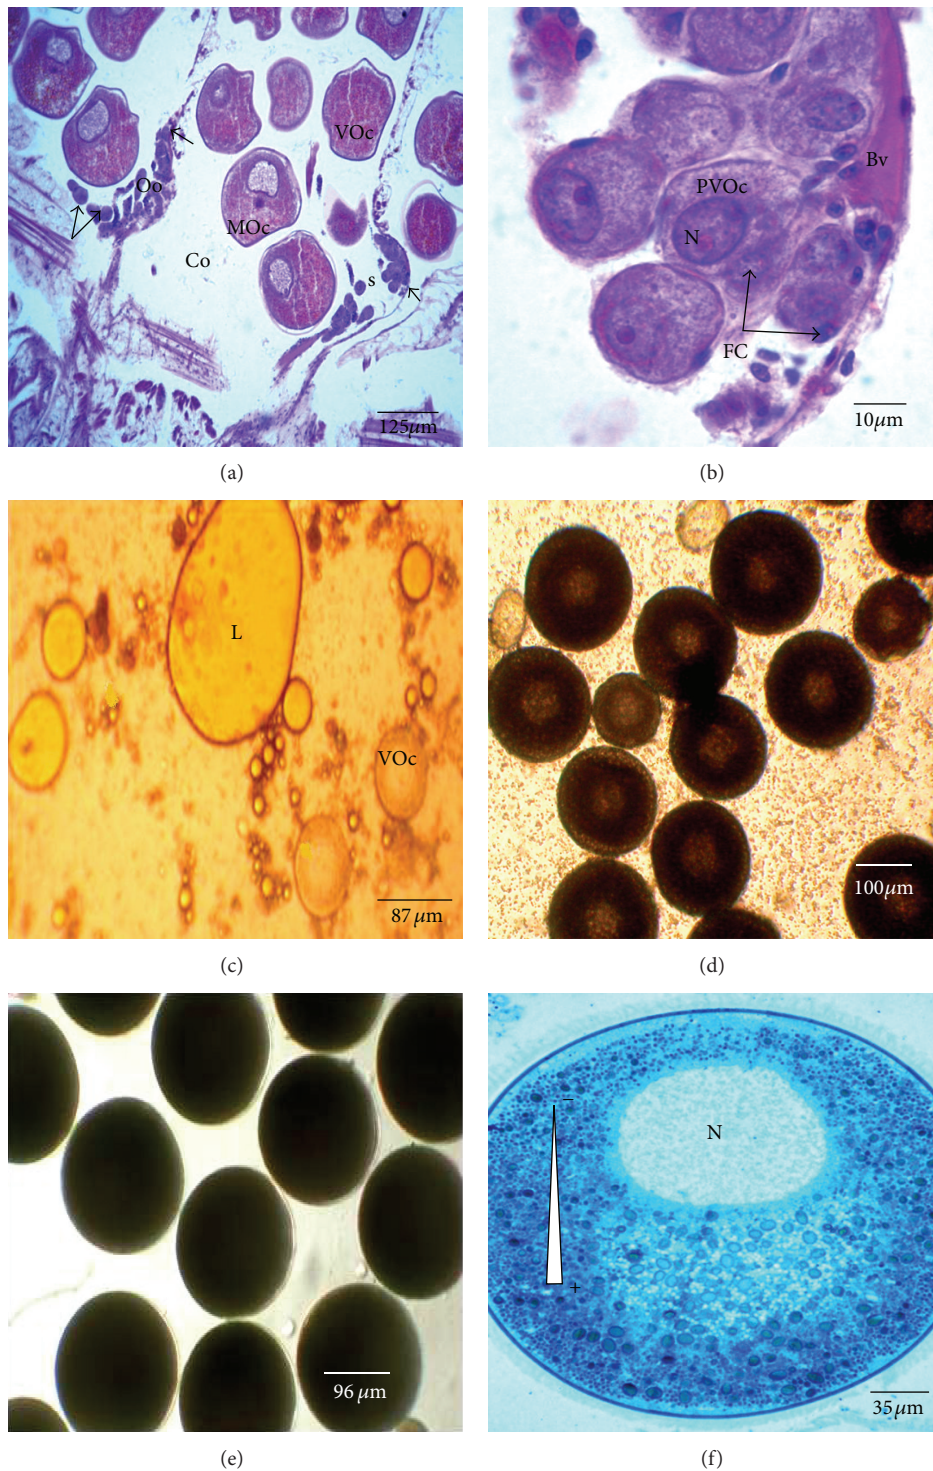 VOc
Oo
MOc
Co
s
125μm
(a)
Bv
PVOc
N
FC
10μm
(b)
L
VOc
87 μm
(c)
100μm
(d)
96 μm
(e)
−
N
+
35μm
(f)